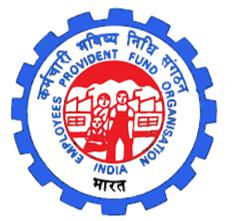 कर्मचारी भविष्य निधि संगठन
EMPLOYEES PROVIDENT FUND ORGANISATION
INDIA
भारत